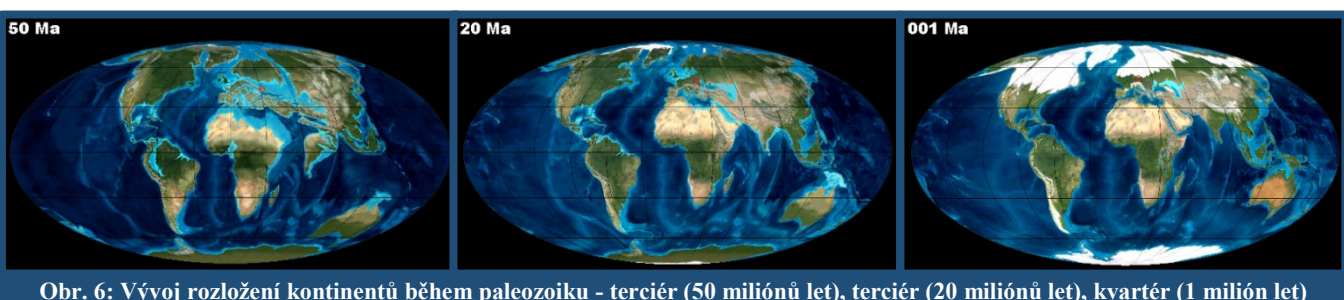 50 Ma
20 Ma
001 Ma
Obr. 6: Vývoj rozložení kontinentů během paleozoiku - terciér (50 miliónů let), terciér (20 miliónů let), kvartér (1 milión let)